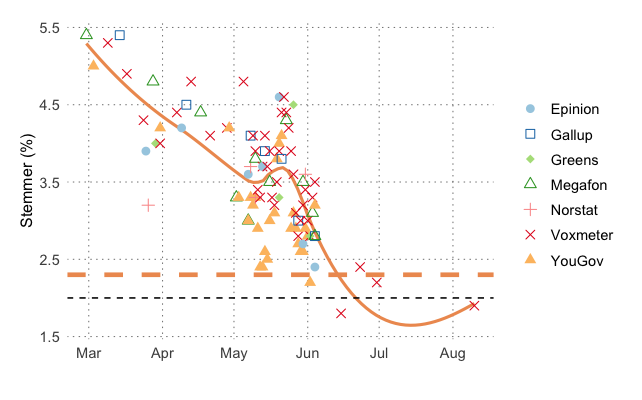 5.5
4.5
3.5
2.5
1.5
Stemmer (%)
Mar Apr May Jun Jul Aug
Epinion
Gallup
Greens
Megafon
Norstat
Voxmeter
YouGov